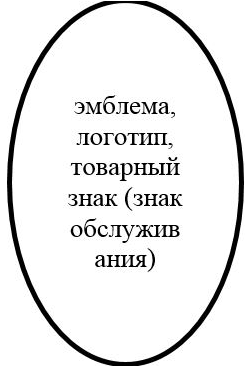 эмблема,
логотип,
товарный
знак (знак
обслужив
ания)